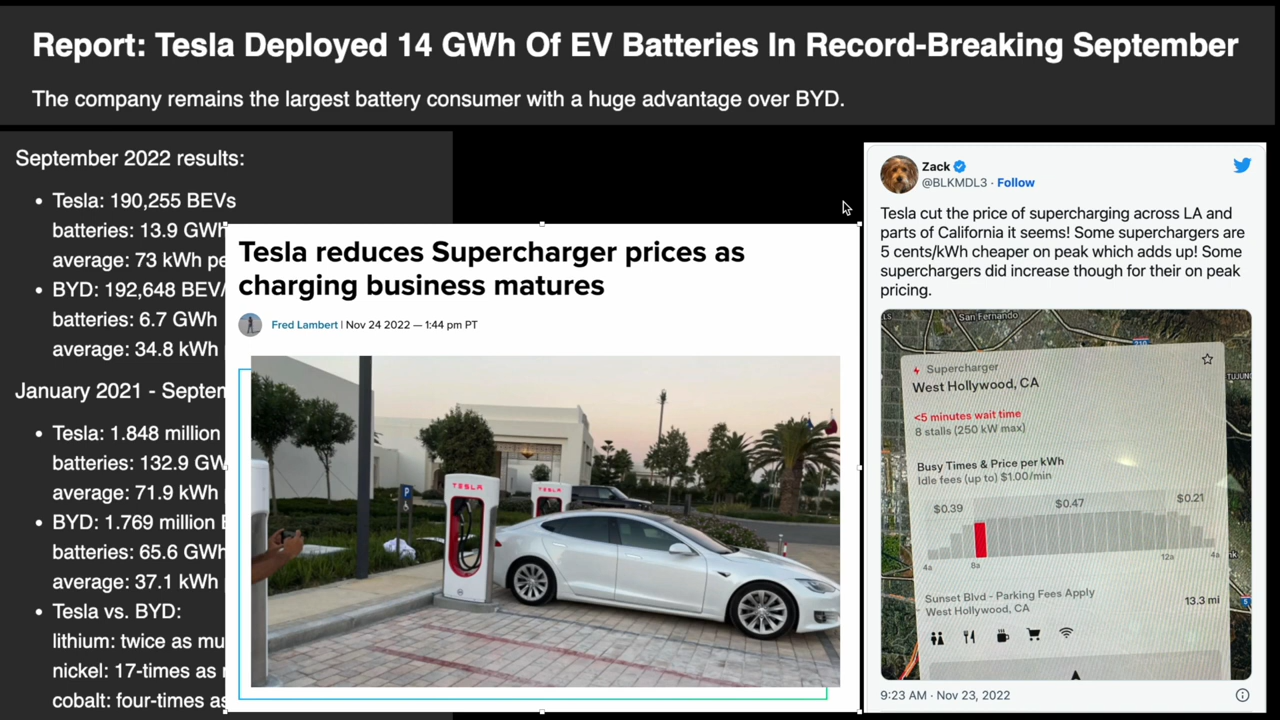 Report: Tesla Deployed 14 GWh Of EV Batteries In Record-Breaking September
The company remains the largest battery consumer with a huge advantage over BYD.
September 2022 results:
• Tesla: 190,255 BEVs
batteries: 13.9 GWh
average: 73 kWh pe
• BYD: 192,648 BEV/
batteries: 6.7 GWh
average: 34.8 kWh
January 2021 - Septem
• Tesla: 1.848 million
batteries: 132.9 GW
average: 71.9 kWh
• BYD: 1.769 million
batteries: 65.6 GWh
average: 37.1 kWh
• Tesla vs. BYD:
lithium: twice as mu
nickel: 17-times as
cobalt: four-times as
Tesla reduces Supercharger prices as
charging business matures
Fred Lambert | Nov 24 2022 — 1:44 pm PT
TESLA
TESLA
P
Zack
@BLKMDL3 · Follow
Tesla cut the price of supercharging across LA and
parts of California it seems! Some superchargers are
5 cents/kWh cheaper on peak which adds up! Some
superchargers did increase though for their on peak
pricing.
San Fernando
210
Supercharger
West Hollywood, CA
TUJUN
<5 minutes wait time
8 stalls (250 kW max)
Busy Times & Price per kWh
Idle fees (up to) $1.00/min
$0.39
$0.47
$0.21
4a
8a
12a
4a
Sunset Blvd - Parking Fees Apply
West Hollywood, CA
13.3 mi
9:23 AM · Nov 23, 2022